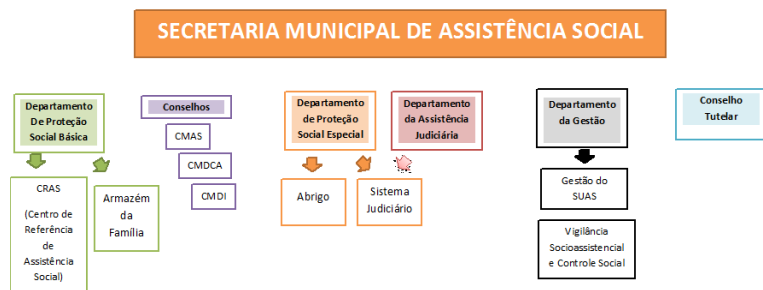 SECRETARIA MUNICIPAL DE ASSISTÊNCIA SOCIAL
Departamento
De Proteção
Social Básica
CRAS
(Centro de
Referência
de
Assistência
Social)
Armazém
da
Família
Conselhos
CMAS
CMDCA
CMDI
Departamento
de Proteção
Social Especial
Abrigo
Sistema
Judiciário
Departamento
da Assistência
Judiciária
Departamento
da Gestão
Gestão do
SUAS
Vigilância
Socioassistencial
e Controle Social
Conselho
Tutelar